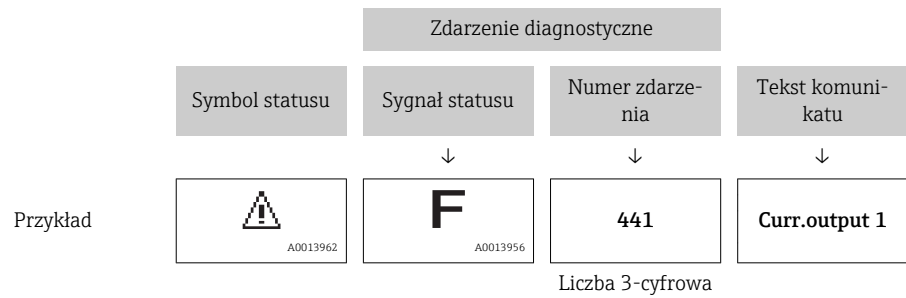 Zdarzenie diagnostyczne
Symbol statusu
Sygnał statusu
Numer zdarze-
nia
Tekst komuni-
katu
↓
↓
↓
Przykład
A0013962
F
A0013956
441
Curr.output 1
Liczba 3-cyfrowa